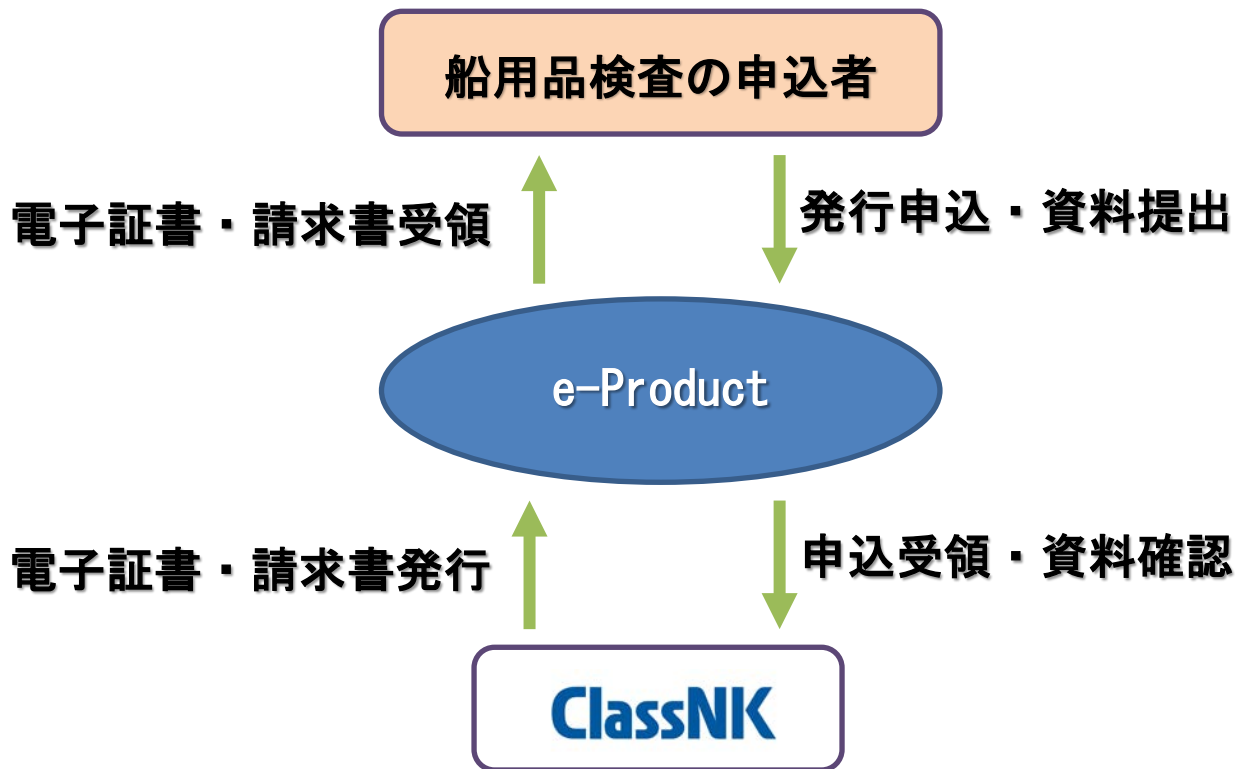 船用品検査の申込者
電子証書・請求書受領
発行申込・資料提出
e-Product
電子証書・請求書発行
申込受領・資料確認
ClassNK